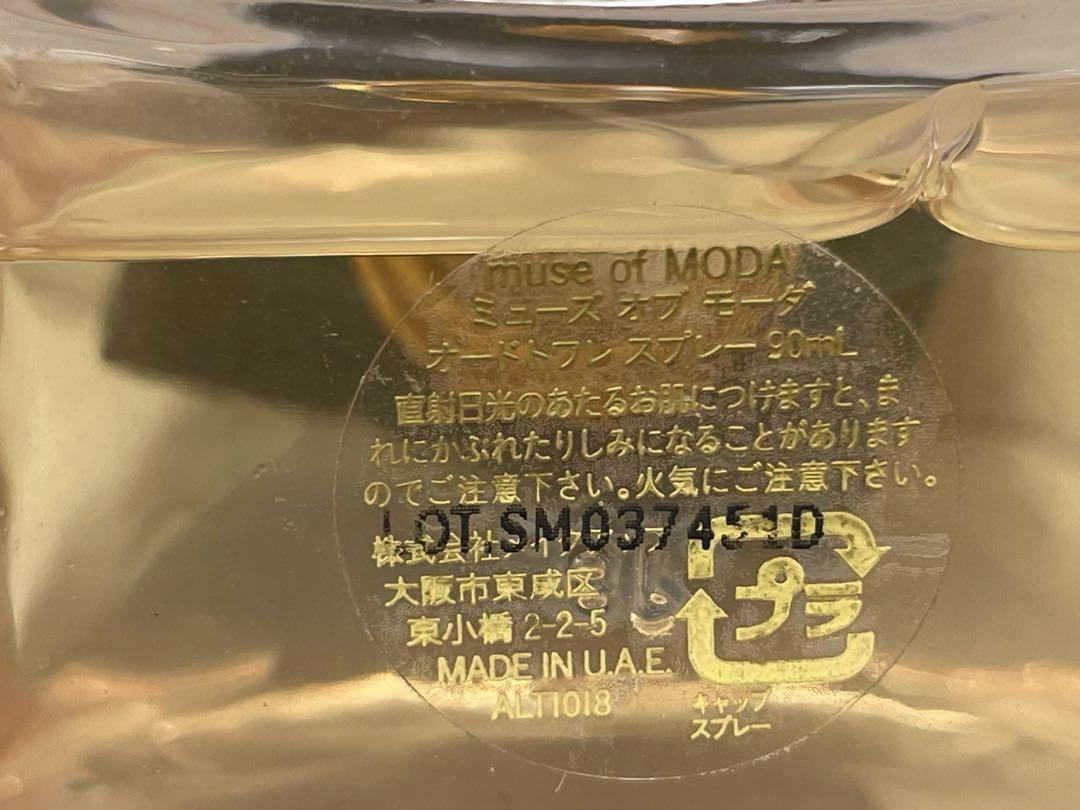 muse of MODA
ミューズ オブ モーダ
オードトワレ スプレー 90mL
直射日光のあたるお肌につけますと、ま
れにかぶれたりしみになることがあります
のでご注意下さい。火気にご注意下さい。
LOT.SM037451D
株式会社
大阪市東成区
東小橋 2-2-5
MADE IN U.A.E.
ALT1018
プラ
キャップ
スプレー